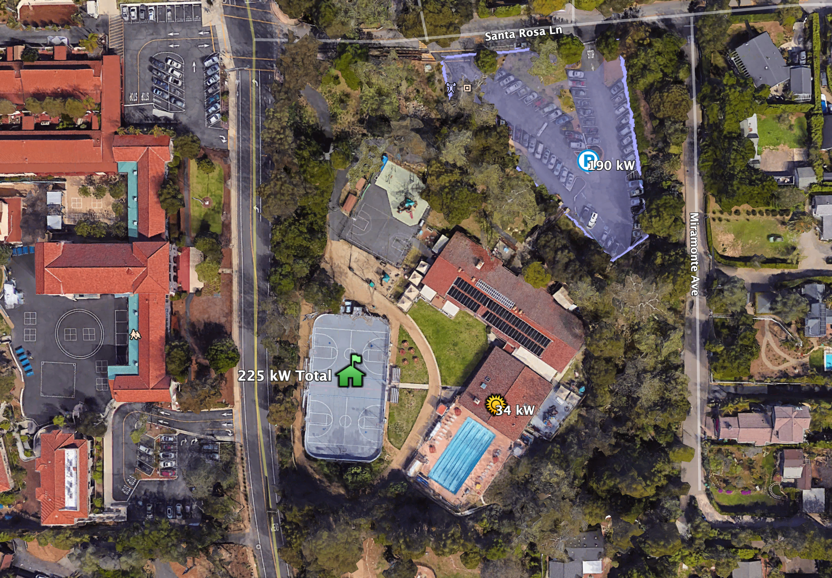 Santa Rosa Ln
190 kW
Miramonte Ave
225 kW Total
34 kW